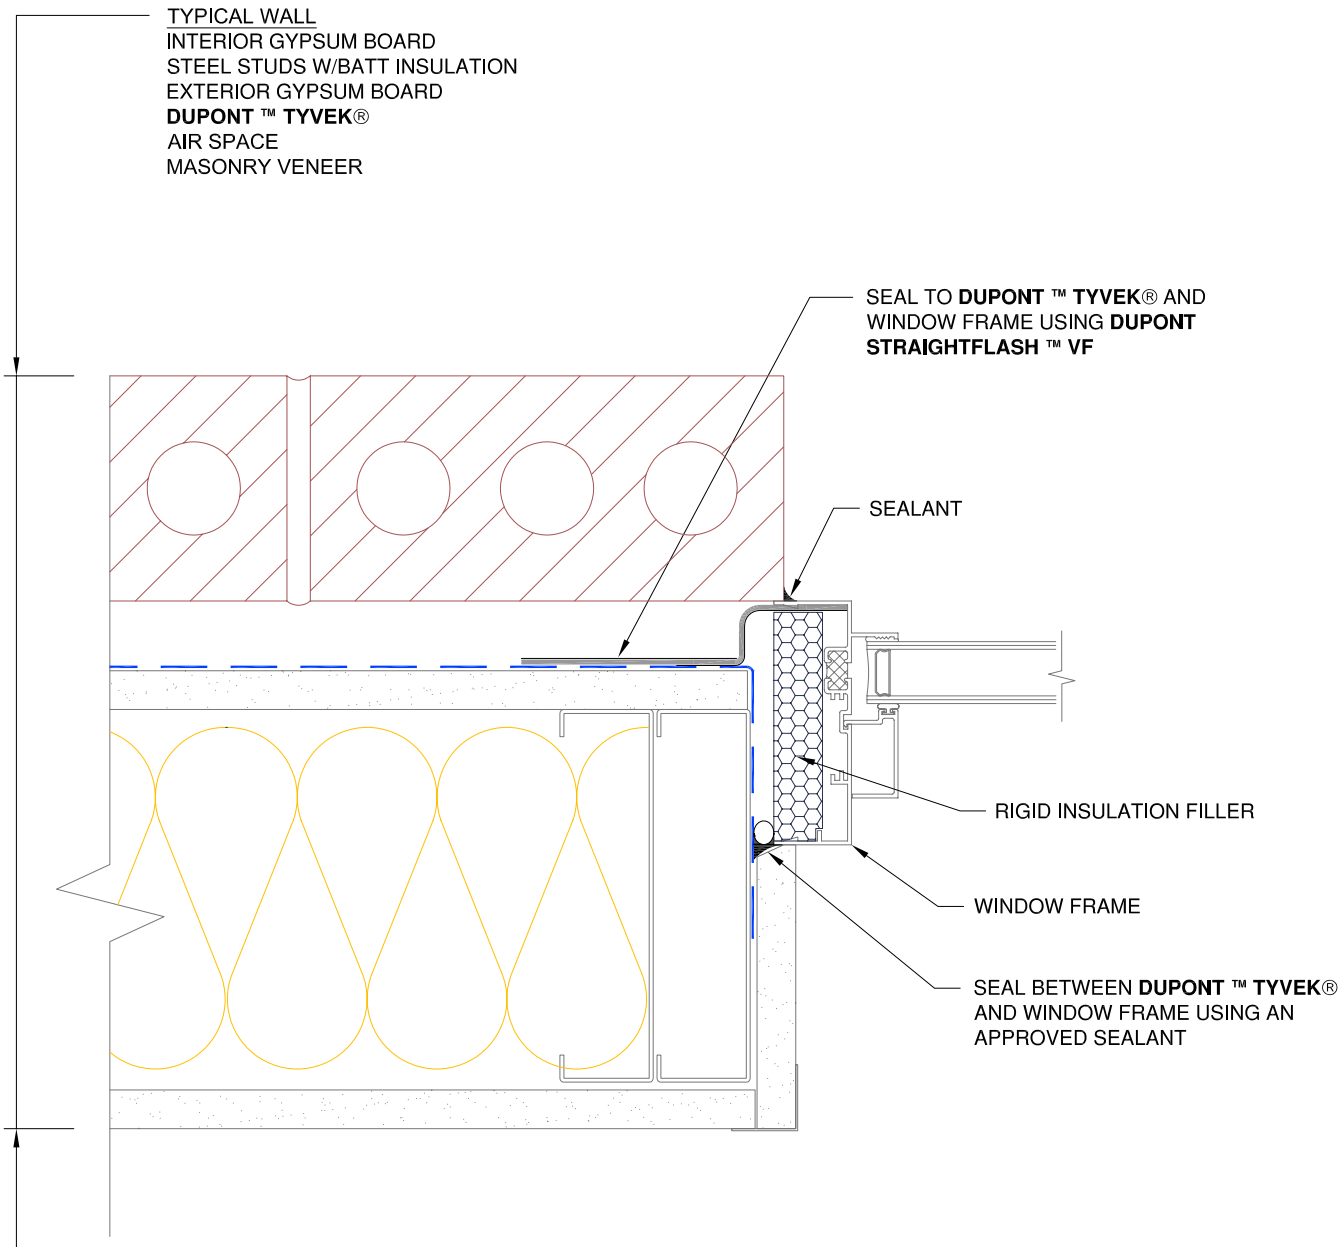 TYPICAL WALL
INTERIOR GYPSUM BOARD
STEEL STUDS W/BATT INSULATION
EXTERIOR GYPSUM BOARD
DUPONT ™ TYVEK®
AIR SPACE
MASONRY VENEER
SEAL TO DUPONT ™ TYVEK® AND
WINDOW FRAME USING DUPONT
STRAIGHTFLASH ™ VF
SEALANT
RIGID INSULATION FILLER
WINDOW FRAME
SEAL BETWEEN DUPONT ™ TYVEK®
AND WINDOW FRAME USING AN
APPROVED SEALANT